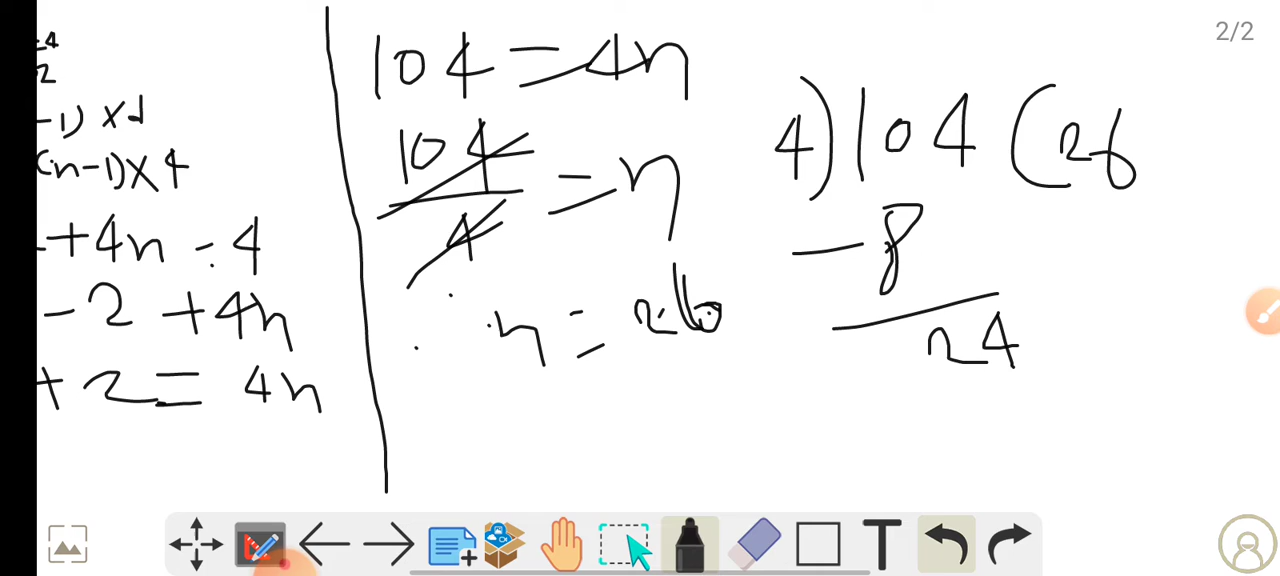 -4
2
-1) ×d
(n-1)×4
+4n - 4
- 2 +4n
+ 2 = 4n
104 = 4n
104
4
= n
∴ n = 26
4)104(26
- 8
24
2/2
T